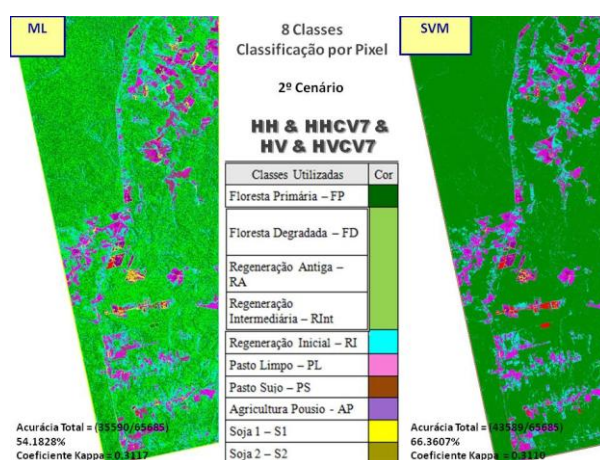 ML
8 Classes
Classificação por Pixel
2º Cenário
HH & HHCV7 &
HV & HVCV7
SVM
Classes Utilizadas Cor
Floresta Primária – FP
Floresta Degradada – FD
Regeneração Antiga –
RA
Regeneração
Intermediária – RInt
Regeneração Inicial – RI
Pasto Limpo – PL
Pasto Sujo – PS
Agricultura Pousio - AP
Soja 1 – S1
Soja 2 – S2
Acurácia Total = (35590/65685)
54.1828%
Coeficiente Kappa = 0.3117
Acurácia Total = (43589/65685)
66.3607%
Coeficiente Kappa = 0.3110